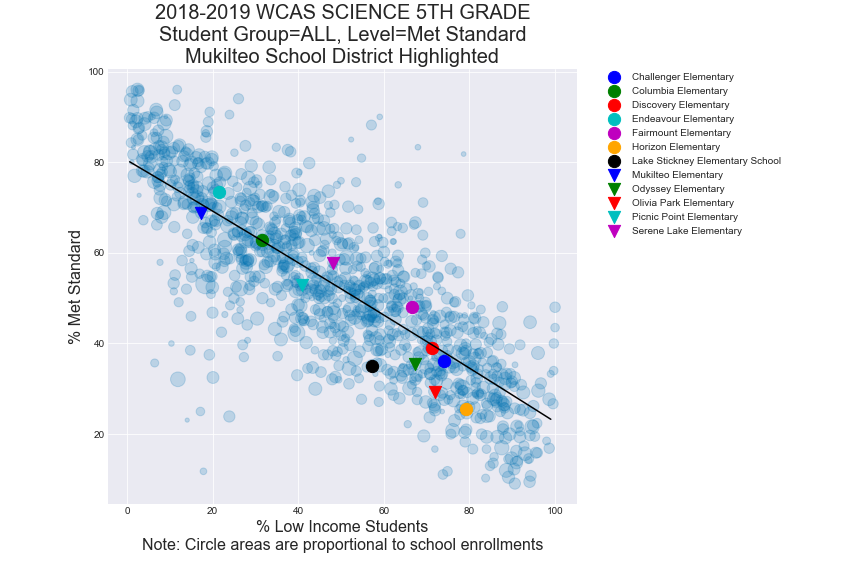 2018-2019 WCAS SCIENCE 5TH GRADE
Student Group=ALL, Level=Met Standard
Mukilteo School District Highlighted
100
80
60
40
20
% Met Standard
0
20
40
60
80
100
% Low Income Students
Note: Circle areas are proportional to school enrollments
Challenger Elementary
Columbia Elementary
Discovery Elementary
Endeavour Elementary
Fairmount Elementary
Horizon Elementary
Lake Stickney Elementary School
Mukilteo Elementary
Odyssey Elementary
Olivia Park Elementary
Picnic Point Elementary
Serene Lake Elementary